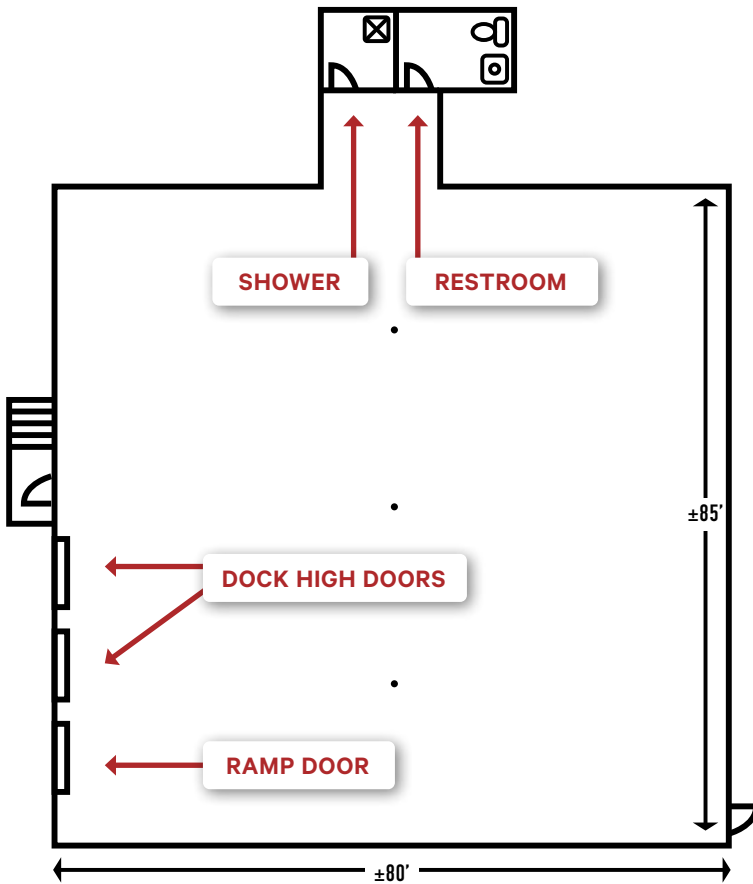 SHOWER
RESTROOM
±85'
DOCK HIGH DOORS
RAMP DOOR
±80'